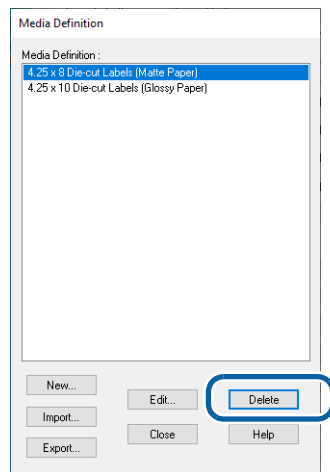 Media Definition
Media Definition :
4.25 x 8 Die-cut Labels (Matte Paper)
4.25 x 10 Die-cut Labels (Glossy Paper)
New...
Edit...
Delete
Import...
Close
Help
Export...